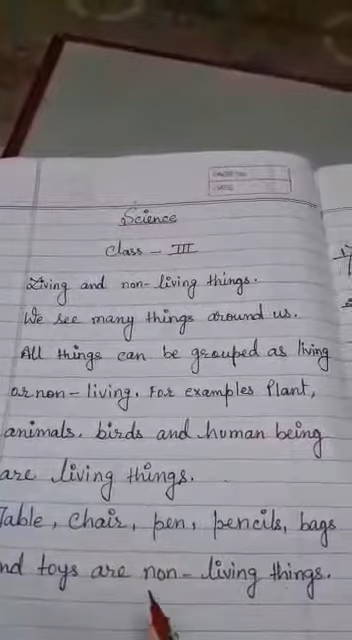 Science
Class - III
Living and non-living things.
We see many things around us.
All things can be grouped as living
or non-living. For examples Plant,
animals, birds and human being
are living things.
Table, chair, pen, pencils, bags
nd toys are non-living things.